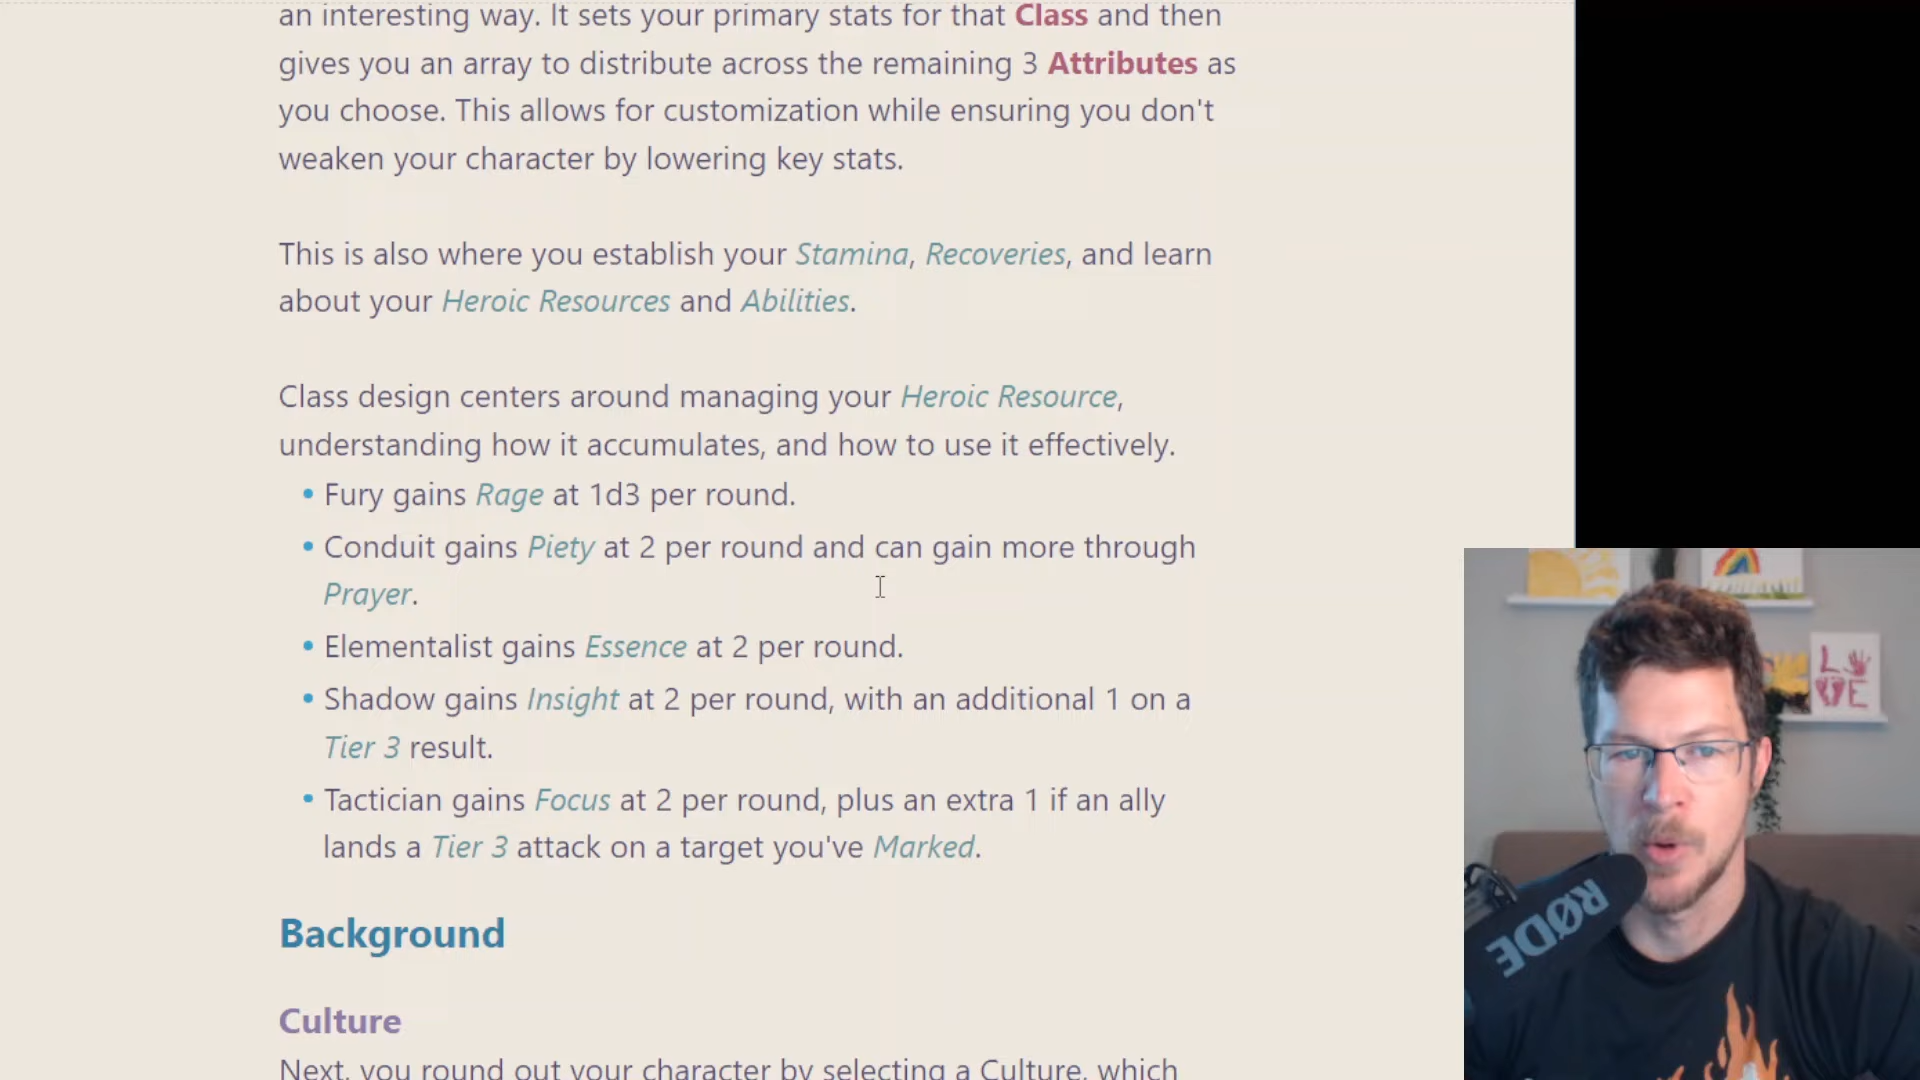 an interesting way. It sets your primary stats for that Class and then
gives you an array to distribute across the remaining 3 Attributes as
you choose. This allows for customization while ensuring you don't
weaken your character by lowering key stats.
This is also where you establish your Stamina, Recoveries, and learn
about your Heroic Resources and Abilities.
Class design centers around managing your Heroic Resource,
understanding how it accumulates, and how to use it effectively.
• Fury gains Rage at 1d3 per round.
• Conduit gains Piety at 2 per round and can gain more through
Prayer.
• Elementalist gains Essence at 2 per round.
• Shadow gains Insight at 2 per round, with an additional 1 on a
Tier 3 result.
• Tactician gains Focus at 2 per round, plus an extra 1 if an ally
lands a Tier 3 attack on a target you've Marked.
Background
Culture
Next, you round out your character by selecting a Culture, which
L VE
RØDE